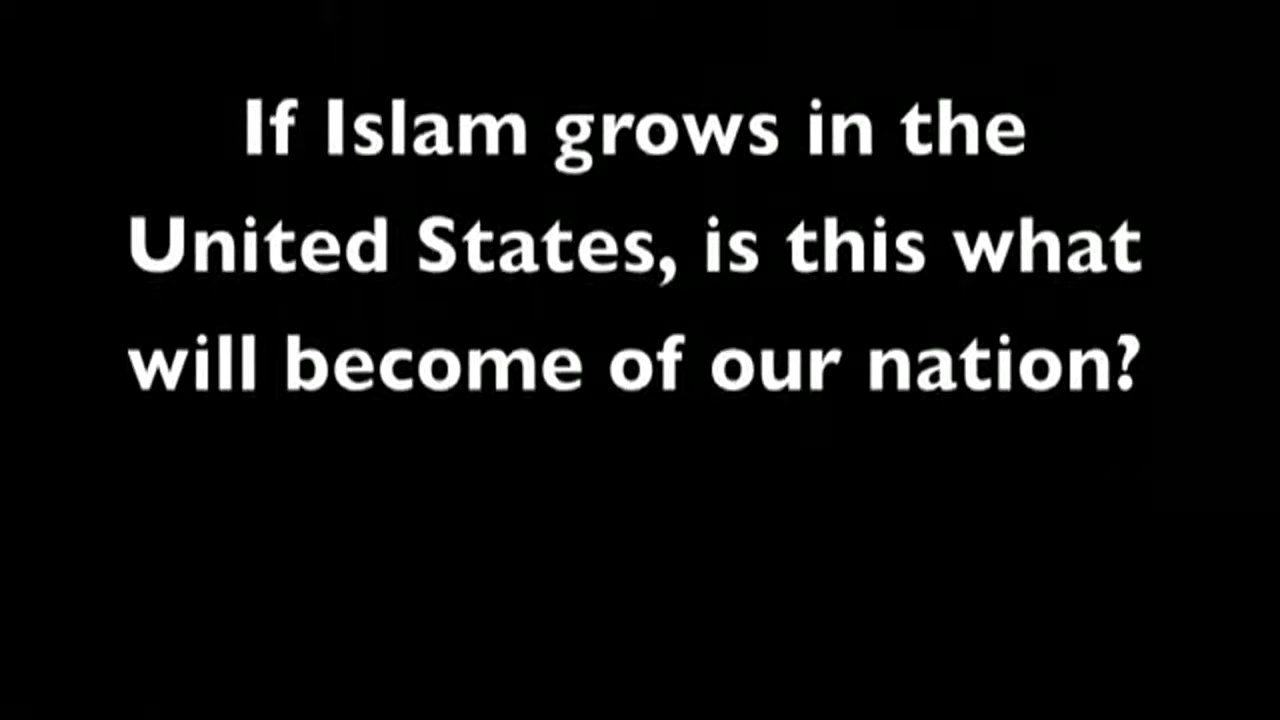 If Islam grows in the
United States, is this what
will become of our nation?